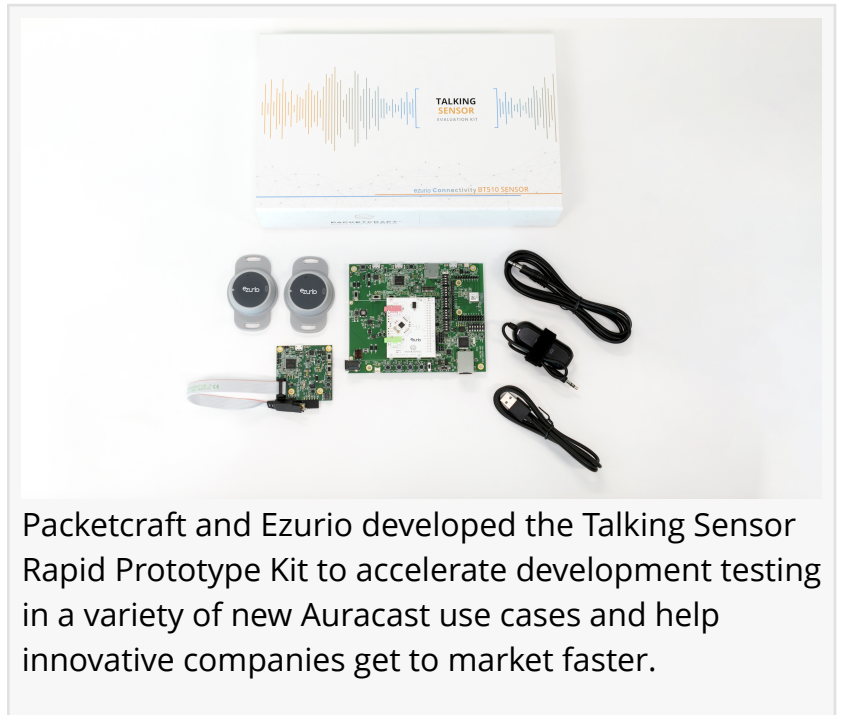 TALKING
SENSOR
EVALUATION KIT
ezurio Connectivity BT510 SENSOR
PACKETCRAFT
ezurio
ezurio
ezurio
Packetcraft and Ezurio developed the Talking Sensor
Rapid Prototype Kit to accelerate development testing
in a variety of new Auracast use cases and help
innovative companies get to market faster.